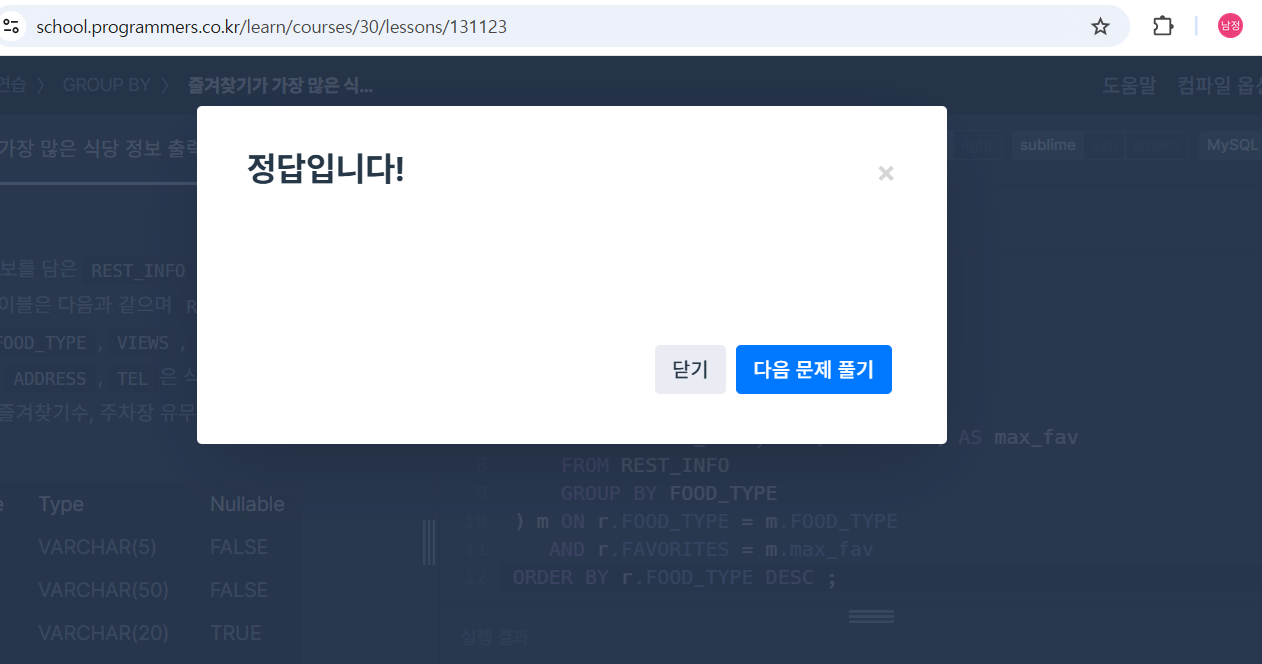 school.programmers.co.kr/learn/courses/30/lessons/131123
남정
연습 〉 GROUP BY 〉 즐겨찾기가 가장 많은 식...
도움말 컴파일 옵션
가장 많은 식당 정보 출력
sublime
MySQL
정답입니다!
×
닫기
다음 문제 풀기
보를 담은 REST_INFO
이블은 다음과 같으며 R
FOOD_TYPE , VIEWS ,
ADDRESS , TEL 은 식
즐겨찾기수, 주차장 유무
Type Nullable
VARCHAR(5) FALSE
VARCHAR(50) FALSE
VARCHAR(20) TRUE
AS max_fav
8 FROM REST_INFO
9 GROUP BY FOOD_TYPE
10 ) m ON r.FOOD_TYPE = m.FOOD_TYPE
11 AND r.FAVORITES = m.max_fav
12 ORDER BY r.FOOD_TYPE DESC ;
실행 결과